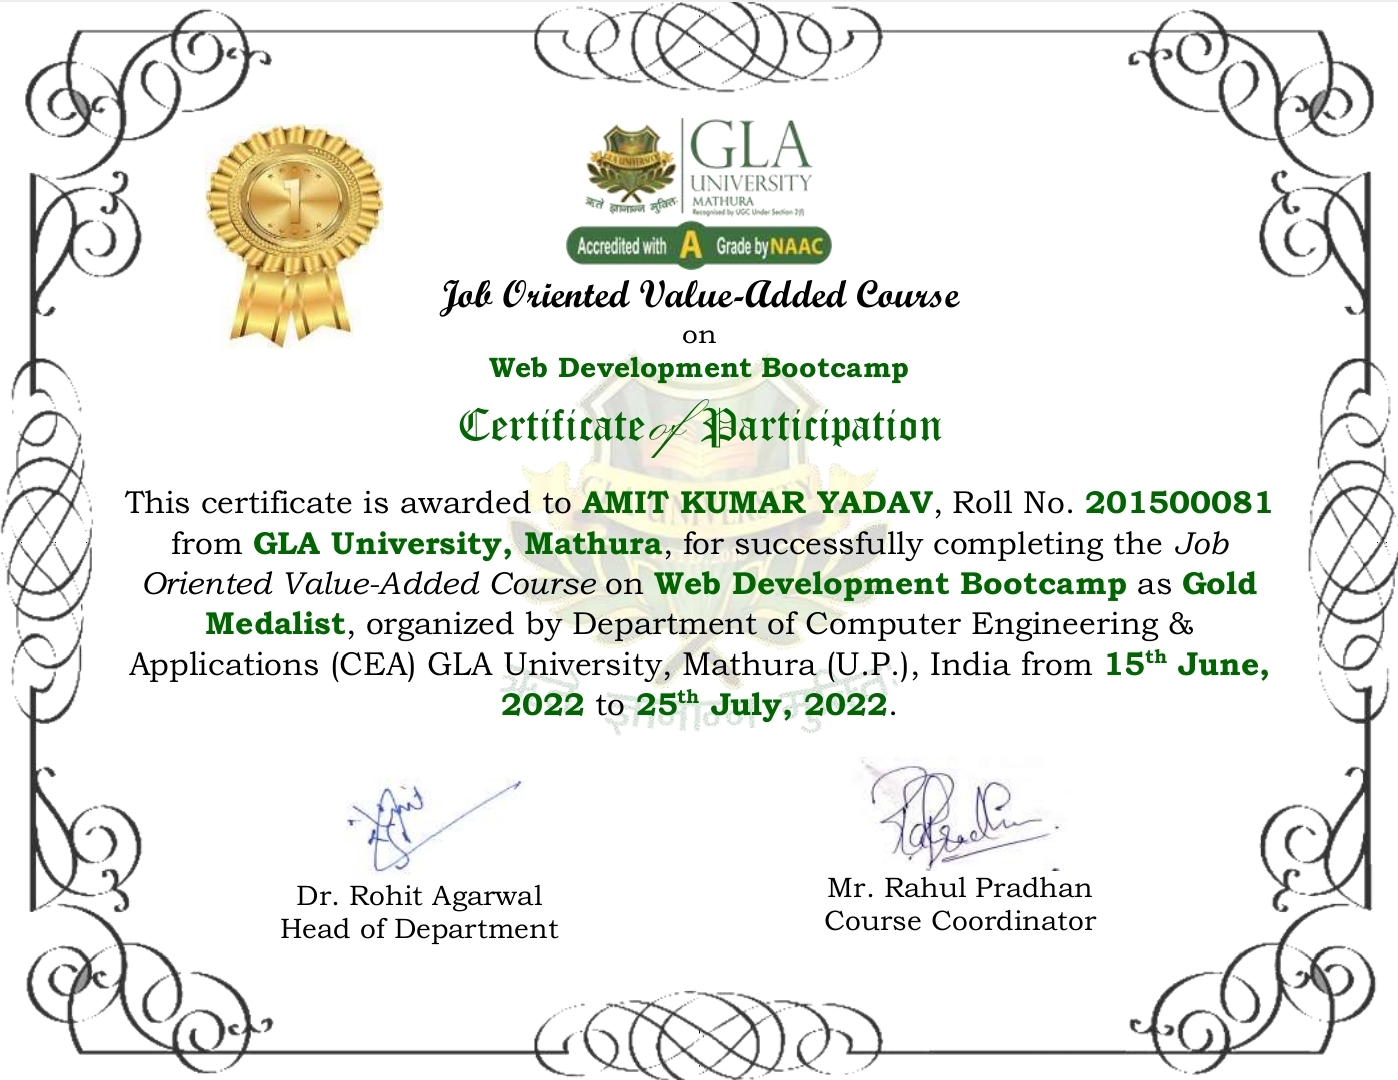 1
GLA UNIVERSITY
GLA
UNIVERSITY
MATHURA
Recognised by UGC Under Section 2(f)
ऋते ज्ञानान्न मुक्तिः
Accredited with A Grade by NAAC
Job Oriented Value-Added Course
on
Web Development Bootcamp
Certificate of Participation
This certificate is awarded to AMIT KUMAR YADAV, Roll No. 201500081
from GLA University, Mathura, for successfully completing the Job
Oriented Value-Added Course on Web Development Bootcamp as Gold
Medalist, organized by Department of Computer Engineering &
Applications (CEA) GLA University, Mathura (U.P.), India from 15th June,
2022 to 25th July, 2022.
Dr. Rohit Agarwal
Head of Department
Mr. Rahul Pradhan
Course Coordinator